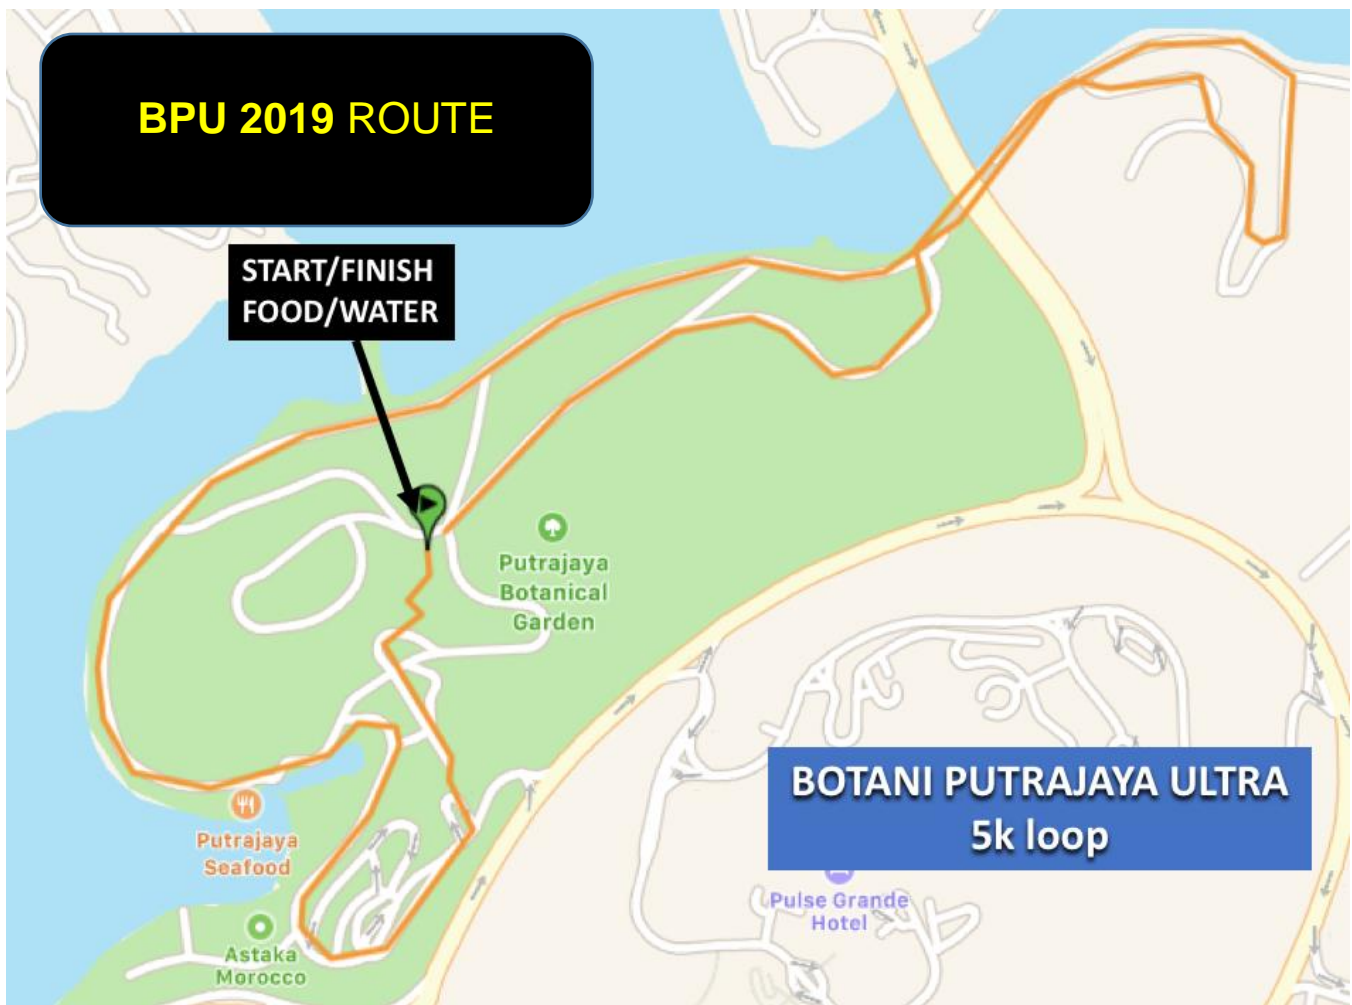 BPU 2019 ROUTE
START/FINISH
FOOD/WATER
Putrajaya
Botanical
Garden
BOTANI PUTRAJAYA ULTRA
5k loop
Putrajaya
Seafood
Pulse Grande
Hotel
Astaka
Morocco